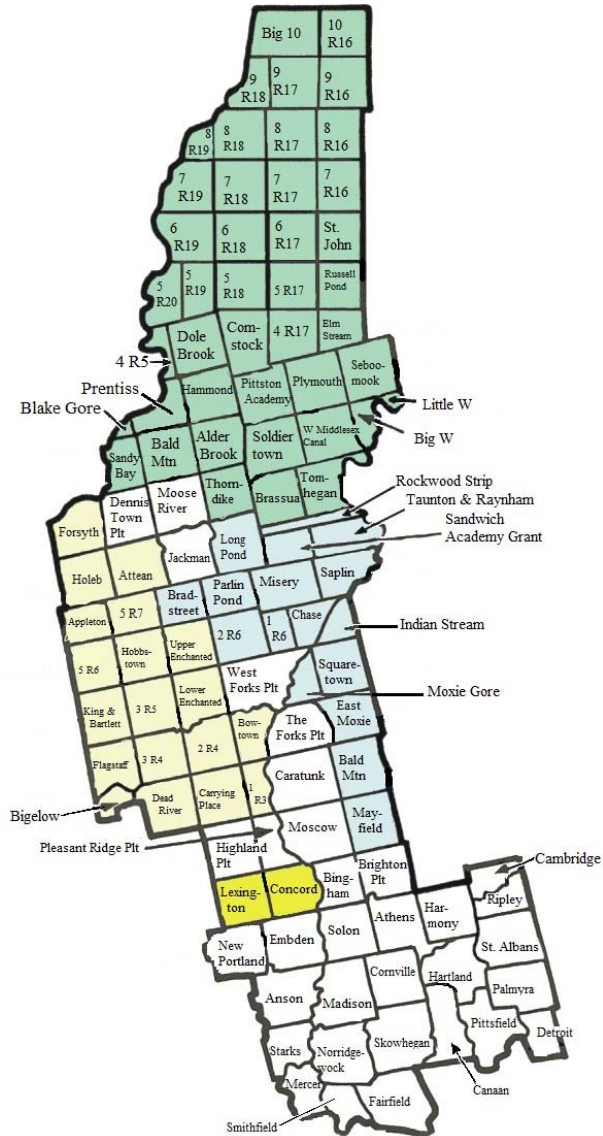 Big 10
10
R16
9
R18
9
R17
9
R16
8
R19
8
R18
8
R17
8
R16
7
R19
7
R18
7
R17
7
R16
6
R19
6
R18
6
R17
St.
John
5
R20
5
R19
5
R18
5 R17
Russell
Pond
4 R5
Dole
Brook
Com-
stock
4 R17
Elm
Stream
Prentiss
Hammond
Pittston
Academy
Plymouth
Seboo-
mook
Little W
Blake Gore
Big W
Sandy
Bay
Bald
Mtn
Alder
Brook
Soldier
town
W Middlesex
Canal
Forsyth
Dennis
Town
Plt
Moose
River
Thorn-
dike
Brassua
Tom-
hegan
Rockwood Strip
Taunton & Raynham
Sandwich
Academy Grant
Holeb
Attean
Jackman
Long
Pond
Appleton
5 R7
Brad-
street
Parlin
Pond
Misery
Saplin
5 R6
Hobbs-
town
Upper
Enchanted
2 R6
1
R6
Chase
Indian Stream
King &
Bartlett
3 R5
Lower
Enchanted
West
Forks Plt
Square-
town
Moxie Gore
Flagstaff
3 R4
2 R4
Bow-
town
The
Forks Plt
East
Moxie
Bigelow
Dead
River
Carrying
Place
1
R3
Caratunk
Bald
Mtn
Pleasant Ridge Plt
Highland
Plt
Moscow
May-
field
Lexing-
ton
Concord
Bing-
ham
Brighton
Plt
Cambridge
Ripley
New
Portland
Embden
Solon
Athens
Har-
mony
St. Albans
Anson
Madison
Cornville
Hartland
Palmyra
Starks
Norridge-
wock
Skowhegan
Pittsfield
Detroit
Mercer
Canaan
Smithfield
Fairfield